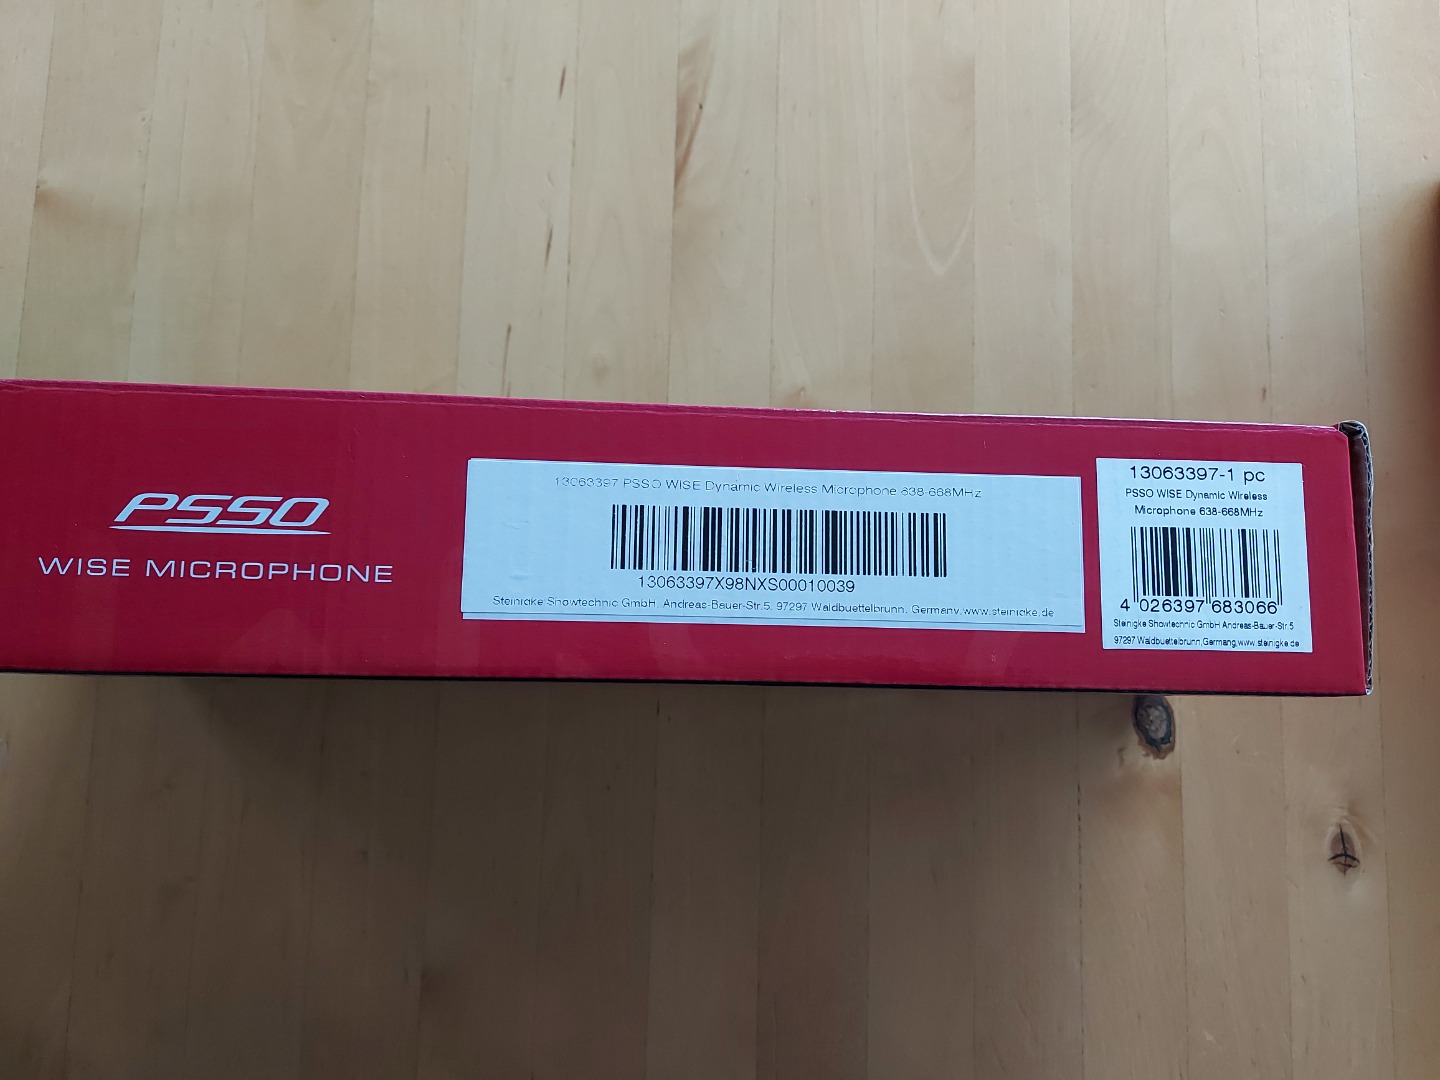 PSSO
WISE MICROPHONE
13063397 PSSO WISE Dynamic Wireless Microphone 638-668MHz
13063397X98NXS00010039
Steinigke Showtechnic GmbH, Andreas-Bauer-Str.5, 97297 Waldbuettelbrunn, Germany,www.steinigke.de
13063397-1 pc
PSSO WISE Dynamic Wireless
Microphone 638-668MHz
4 026397 683066
Steinigke Showtechnic GmbH Andreas-Bauer-Str.5
97297 Waldbuettelbrunn,Germang,www.steinigke.de